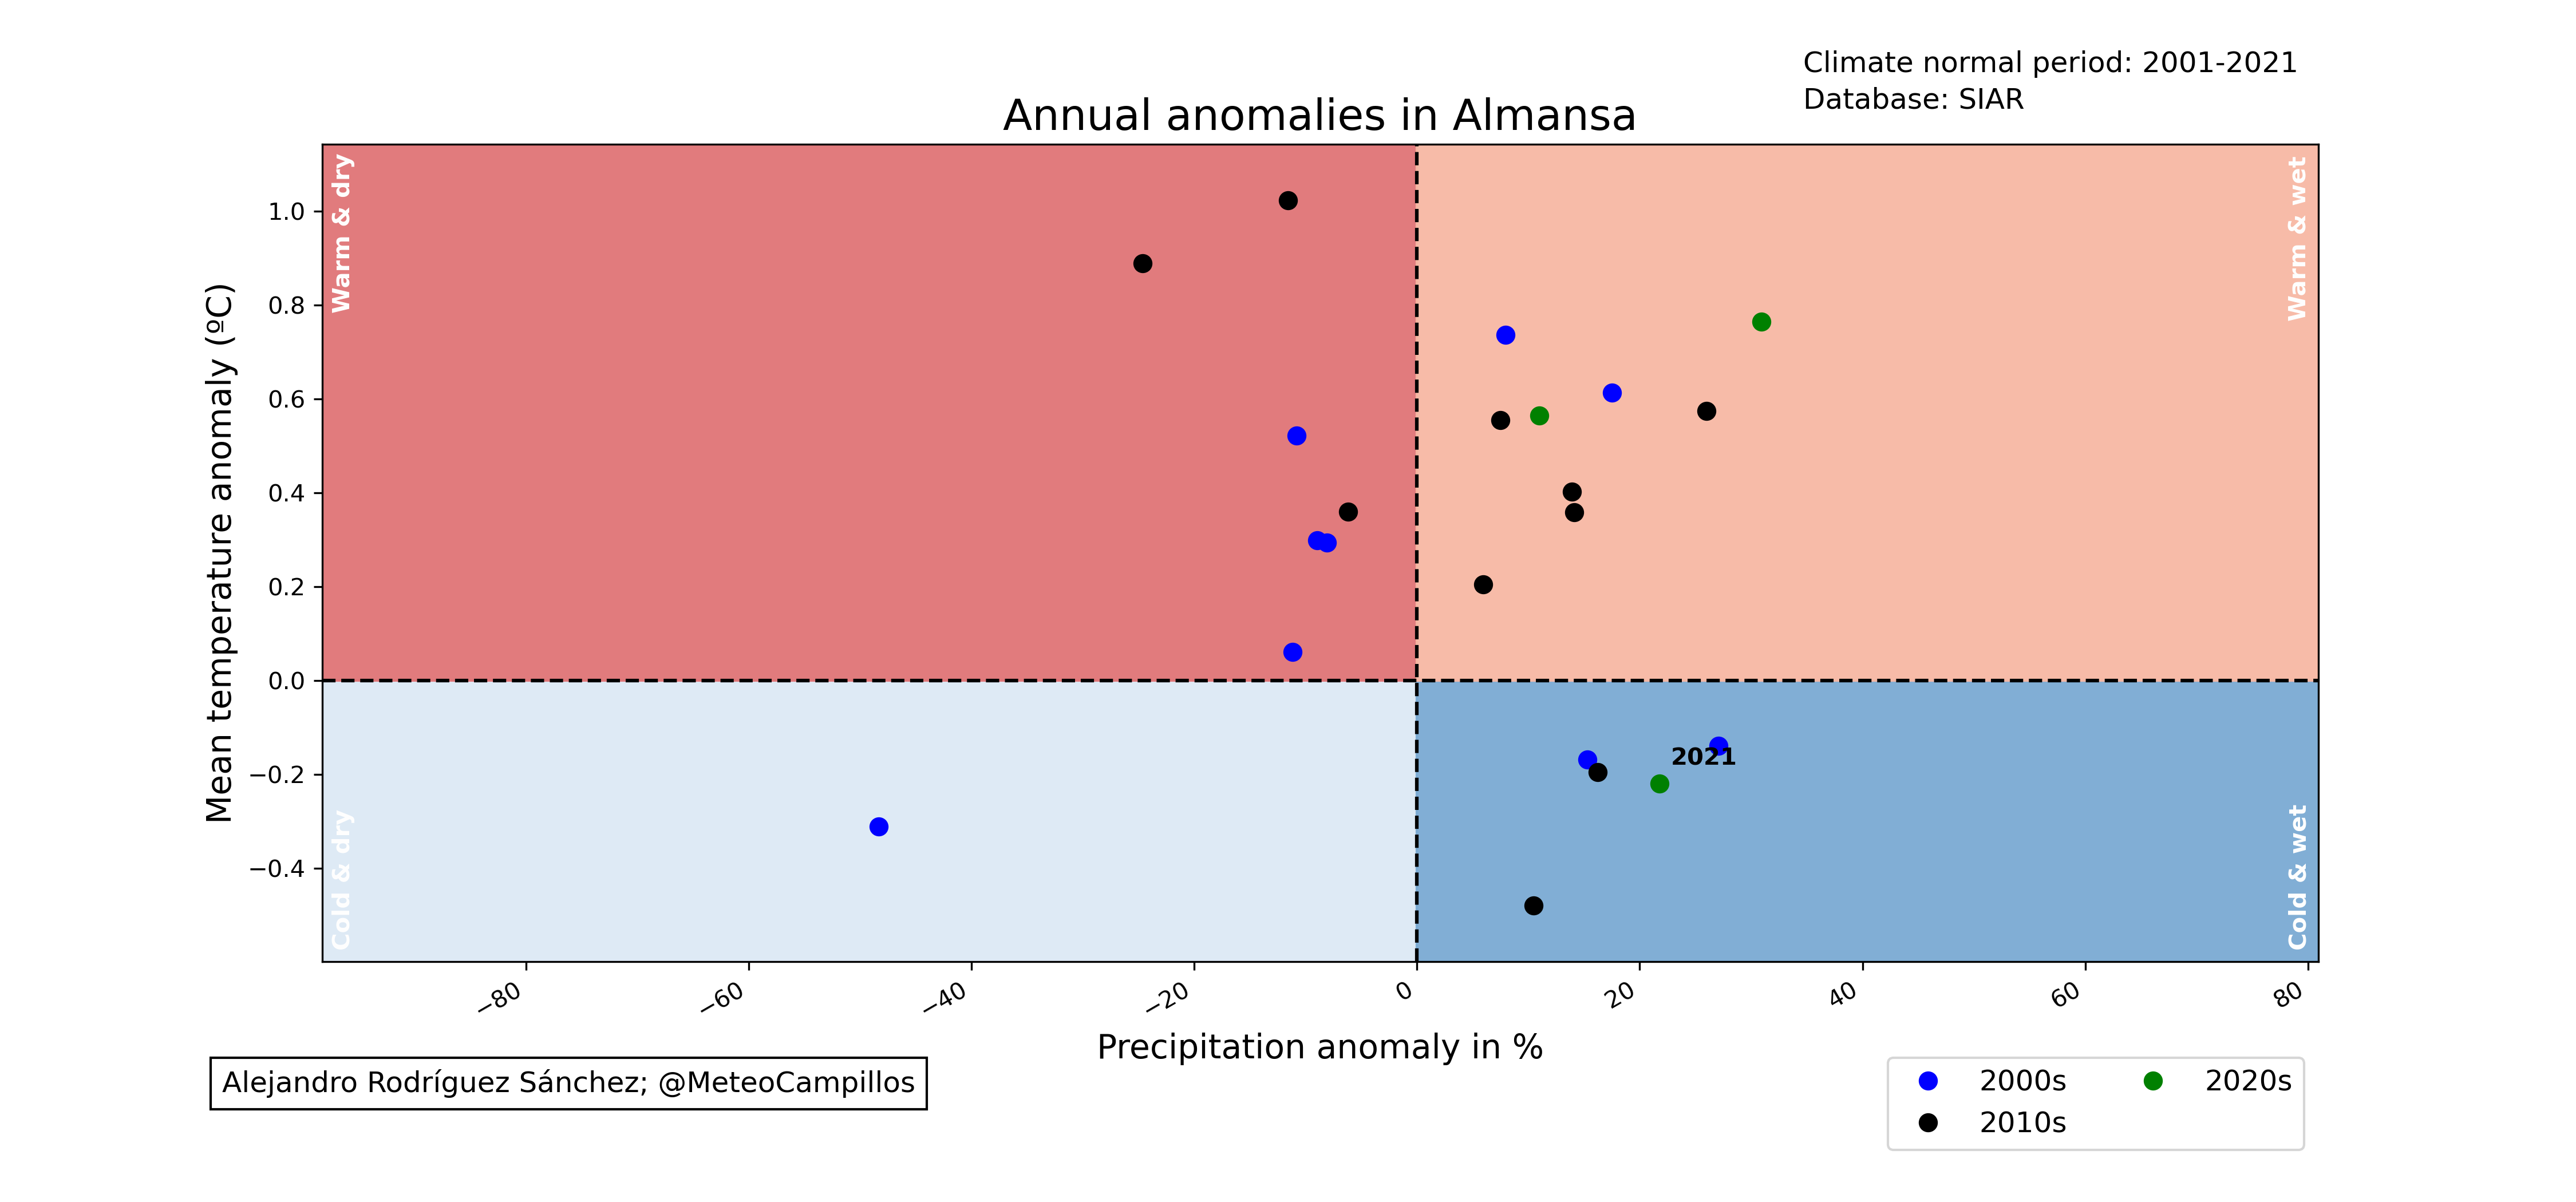 Climate normal period: 2001-2021
Database: SIAR
Annual anomalies in Almansa
Warm & dry
Warm & wet
Mean temperature anomaly (ºC)
1.0
0.8
0.6
0.4
0.2
0.0
−0.2
−0.4
2021
Cold & dry
Cold & wet
−80
−60
−40
−20
0
20
40
60
80
Precipitation anomaly in %
Alejandro Rodríguez Sánchez; @MeteoCampillos
2000s
2010s
2020s